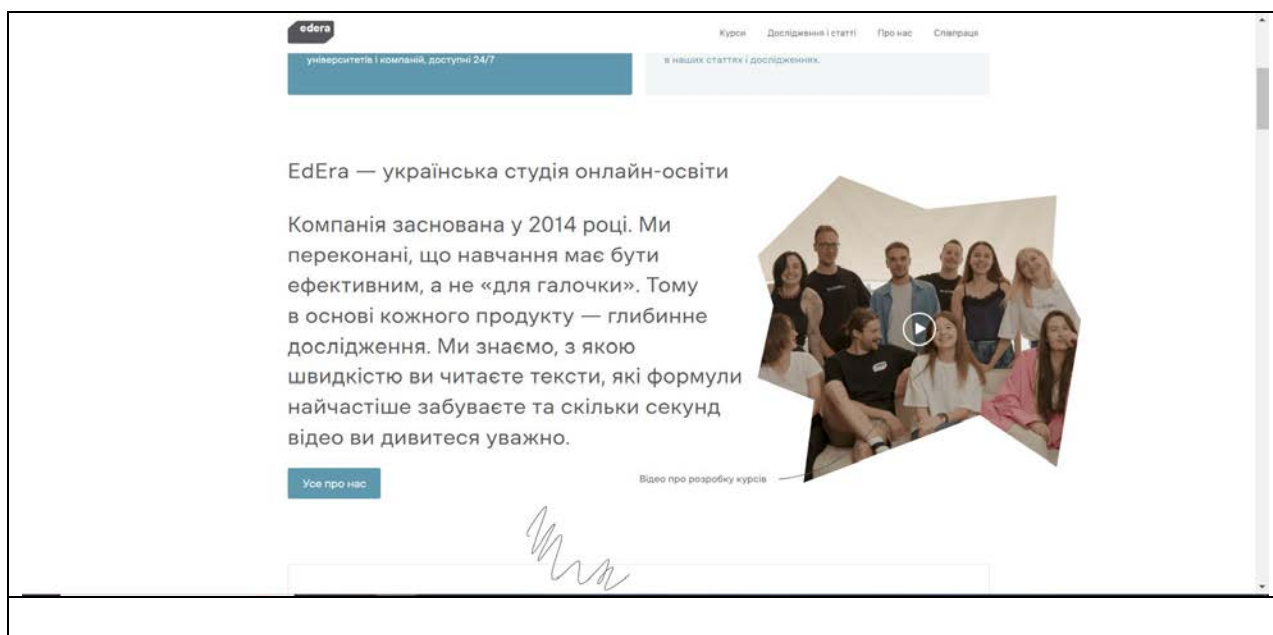 edera
Курси Дослідження і статті Про нас Співпраця
університетів і компаній, доступні 24/7
в наших статтях і дослідженнях.
EdEra — українська студія онлайн-освіти
Компанія заснована у 2014 році. Ми
переконані, що навчання має бути
ефективним, а не «для галочки». Тому
в основі кожного продукту — глибинне
дослідження. Ми знаємо, з якою
швидкістю ви читаєте тексти, які формули
найчастіше забуваєте та скільки секунд
відео ви дивитеся уважно.
Усе про нас
Відео про розробку курсів